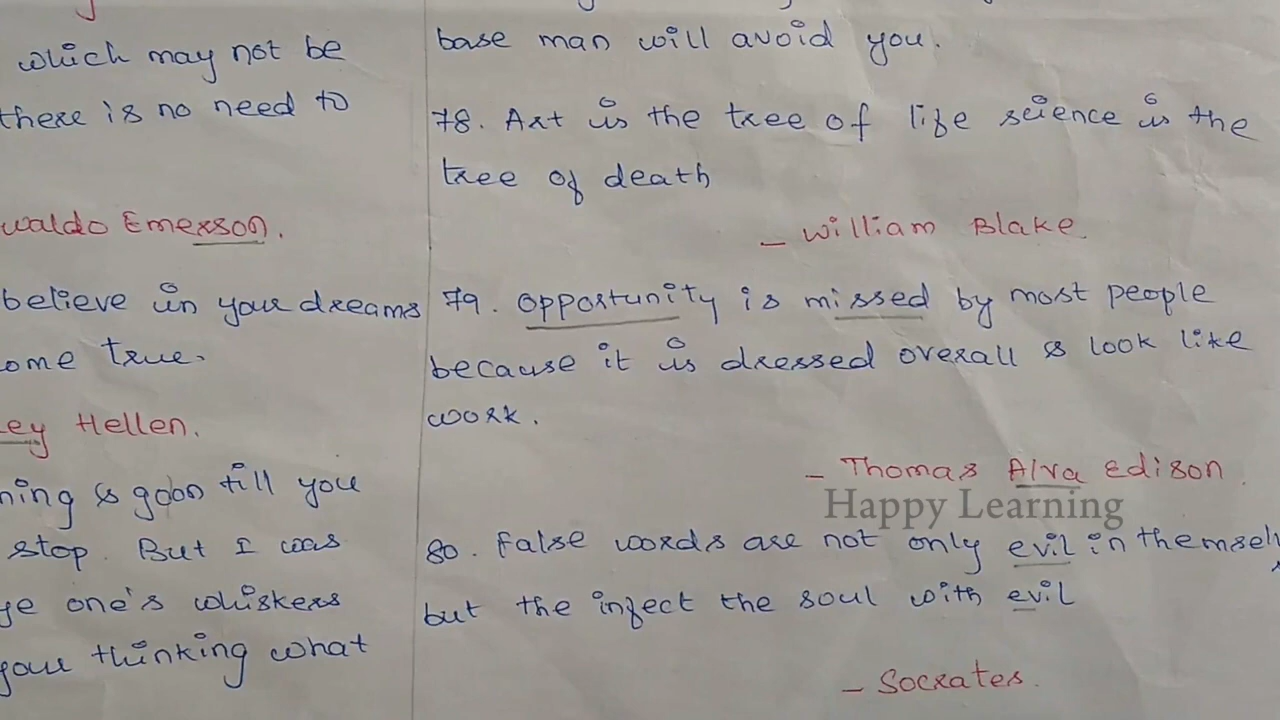 which may not be
there is no need to
waldo Emerson.
believe in your dreams
ome true.
ey Hellen.
ning is goon till you
stop. But I was
ye one's whiskers
your thinking what
base man will avoid you.
78. Art is the tree of life science is the
tree of death
- William Blake
79. opportunity is missed by most people
because it is dressed overall & look like
work.
- Thomas Alva Edison.
Happy Learning
80. False words are not only evil in themsel
but the infect the soul with evil
- Socrates.